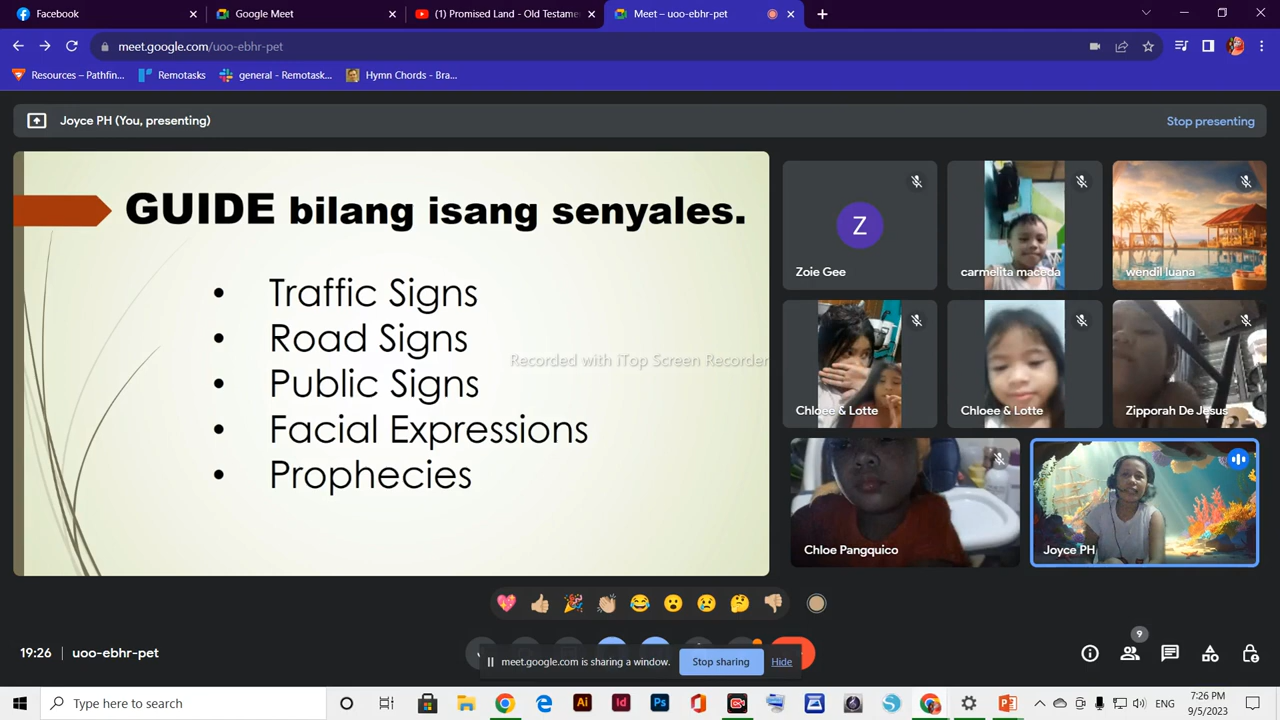 Facebook
Google Meet
(1) Promised Land - Old Testame
Meet – uoo-ebhr-pet
meet.google.com/uoo-ebhr-pet
Resources – Pathfin...
Remotasks
general - Remotask...
Hymn Chords - Bra...
Joyce PH (You, presenting)
Stop presenting
GUIDE bilang isang senyales.
• Traffic Signs
• Road Signs
• Public Signs
• Facial Expressions
• Prophecies
Recorded with iTop Screen Recorder
Z
Zoie Gee
carmelita maceda
wendil luana
Chloee & Lotte
Chloee & Lotte
Zipporah De Jesus
Chloe Pangquico
Joyce PH
19:26 | uoo-ebhr-pet
meet.google.com is sharing a window.
Stop sharing
Hide
9
Type here to search
Ai
Id
Ps
ENG
7:26 PM
9/5/2023